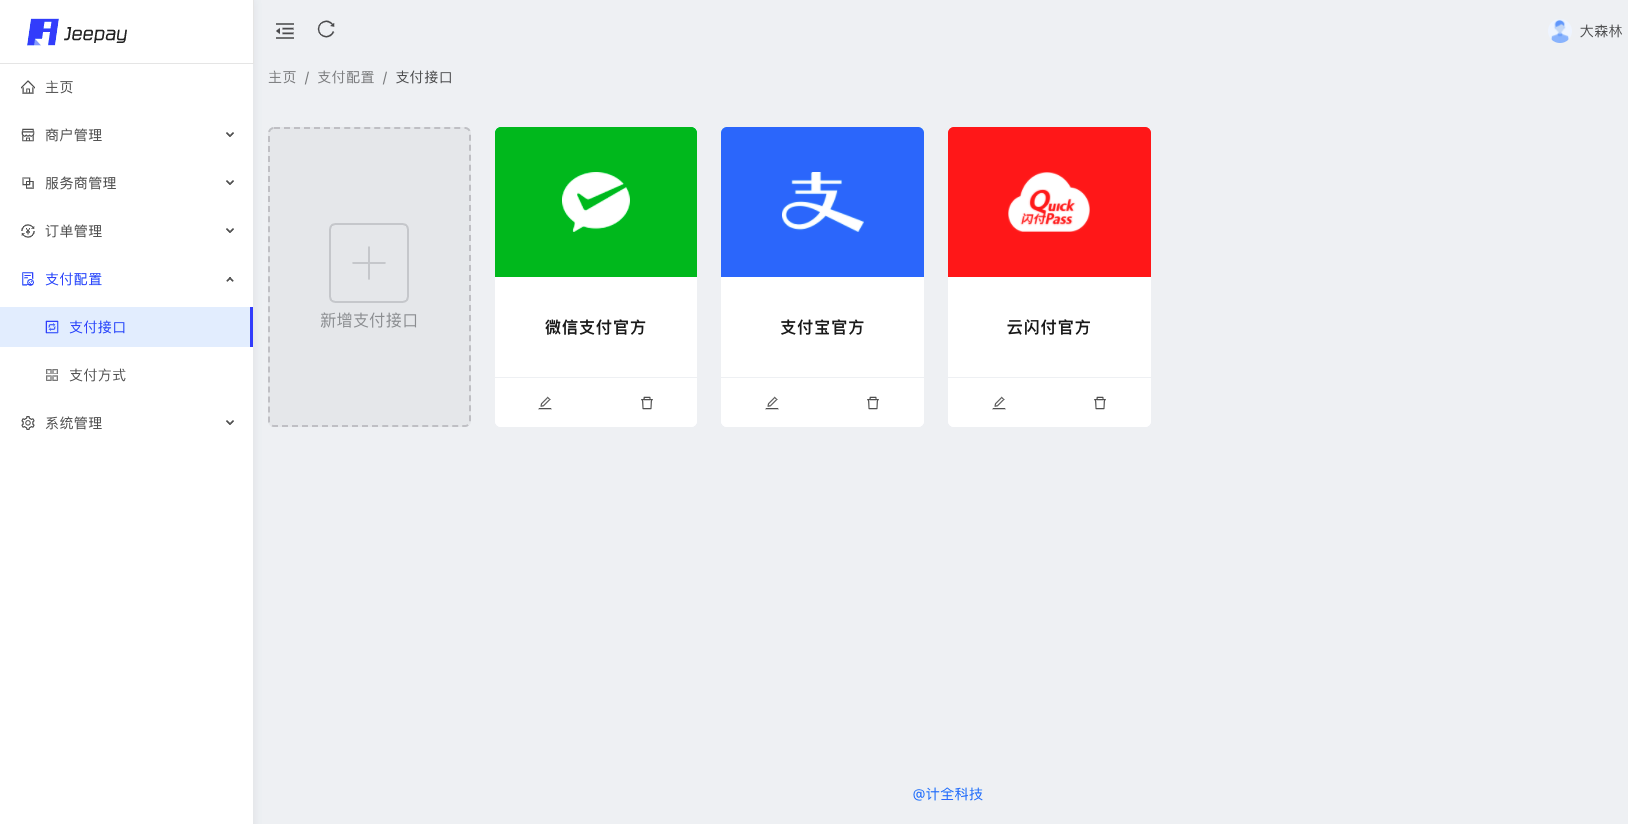 Jeepay
大森林
主页
商户管理
服务商管理
订单管理
支付配置
支付接口
支付方式
系统管理
主页 / 支付配置 / 支付接口
新增支付接口
支
Quick
闪付Pass
微信支付官方
支付宝官方
云闪付官方
@计全科技